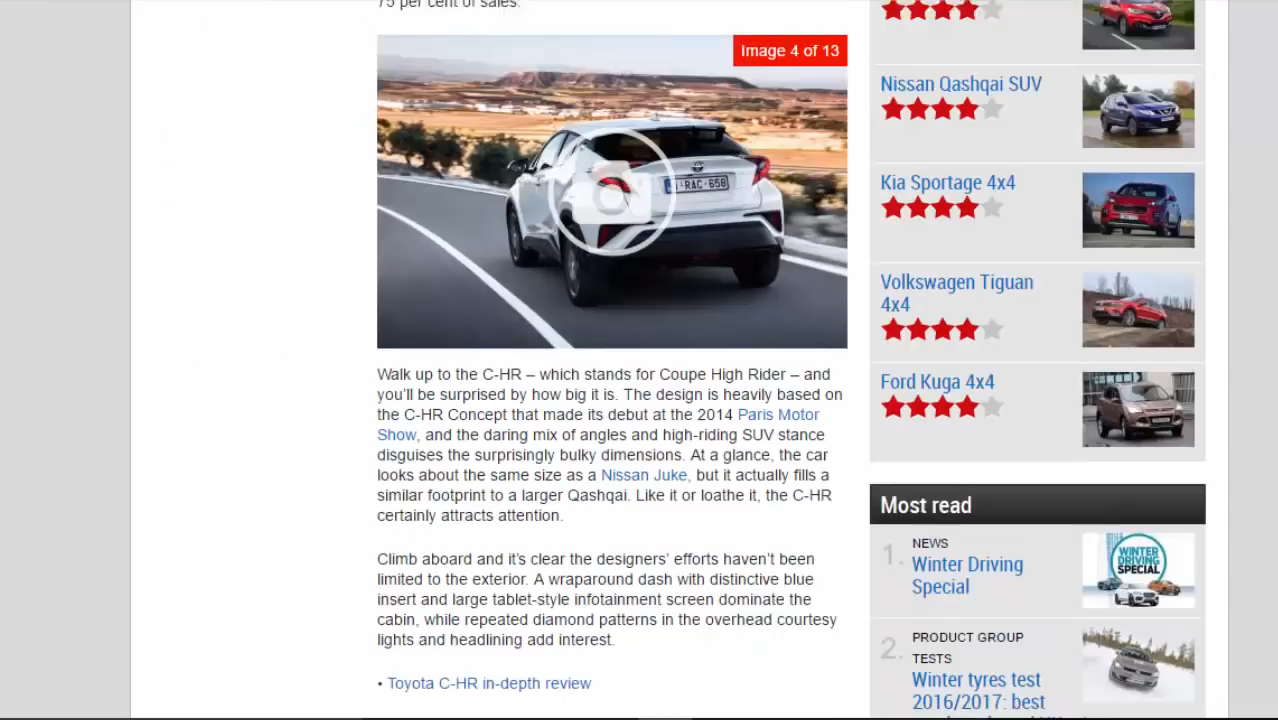 75 per cent of sales.
Image 4 of 13
Walk up to the C-HR – which stands for Coupe High Rider – and
you'll be surprised by how big it is. The design is heavily based on
the C-HR Concept that made its debut at the 2014 Paris Motor
Show, and the daring mix of angles and high-riding SUV stance
disguises the surprisingly bulky dimensions. At a glance, the car
looks about the same size as a Nissan Juke, but it actually fills a
similar footprint to a larger Qashqai. Like it or loathe it, the C-HR
certainly attracts attention.
Climb aboard and it's clear the designers' efforts haven't been
limited to the exterior. A wraparound dash with distinctive blue
insert and large tablet-style infotainment screen dominate the
cabin, while repeated diamond patterns in the overhead courtesy
lights and headlining add interest.
• Toyota C-HR in-depth review
Nissan Qashqai SUV
Kia Sportage 4x4
Volkswagen Tiguan
4x4
Ford Kuga 4x4
Most read
1.
NEWS
Winter Driving
Special
WINTER
DRIVING
SPECIAL
2.
PRODUCT GROUP
TESTS
Winter tyres test
2016/2017: best